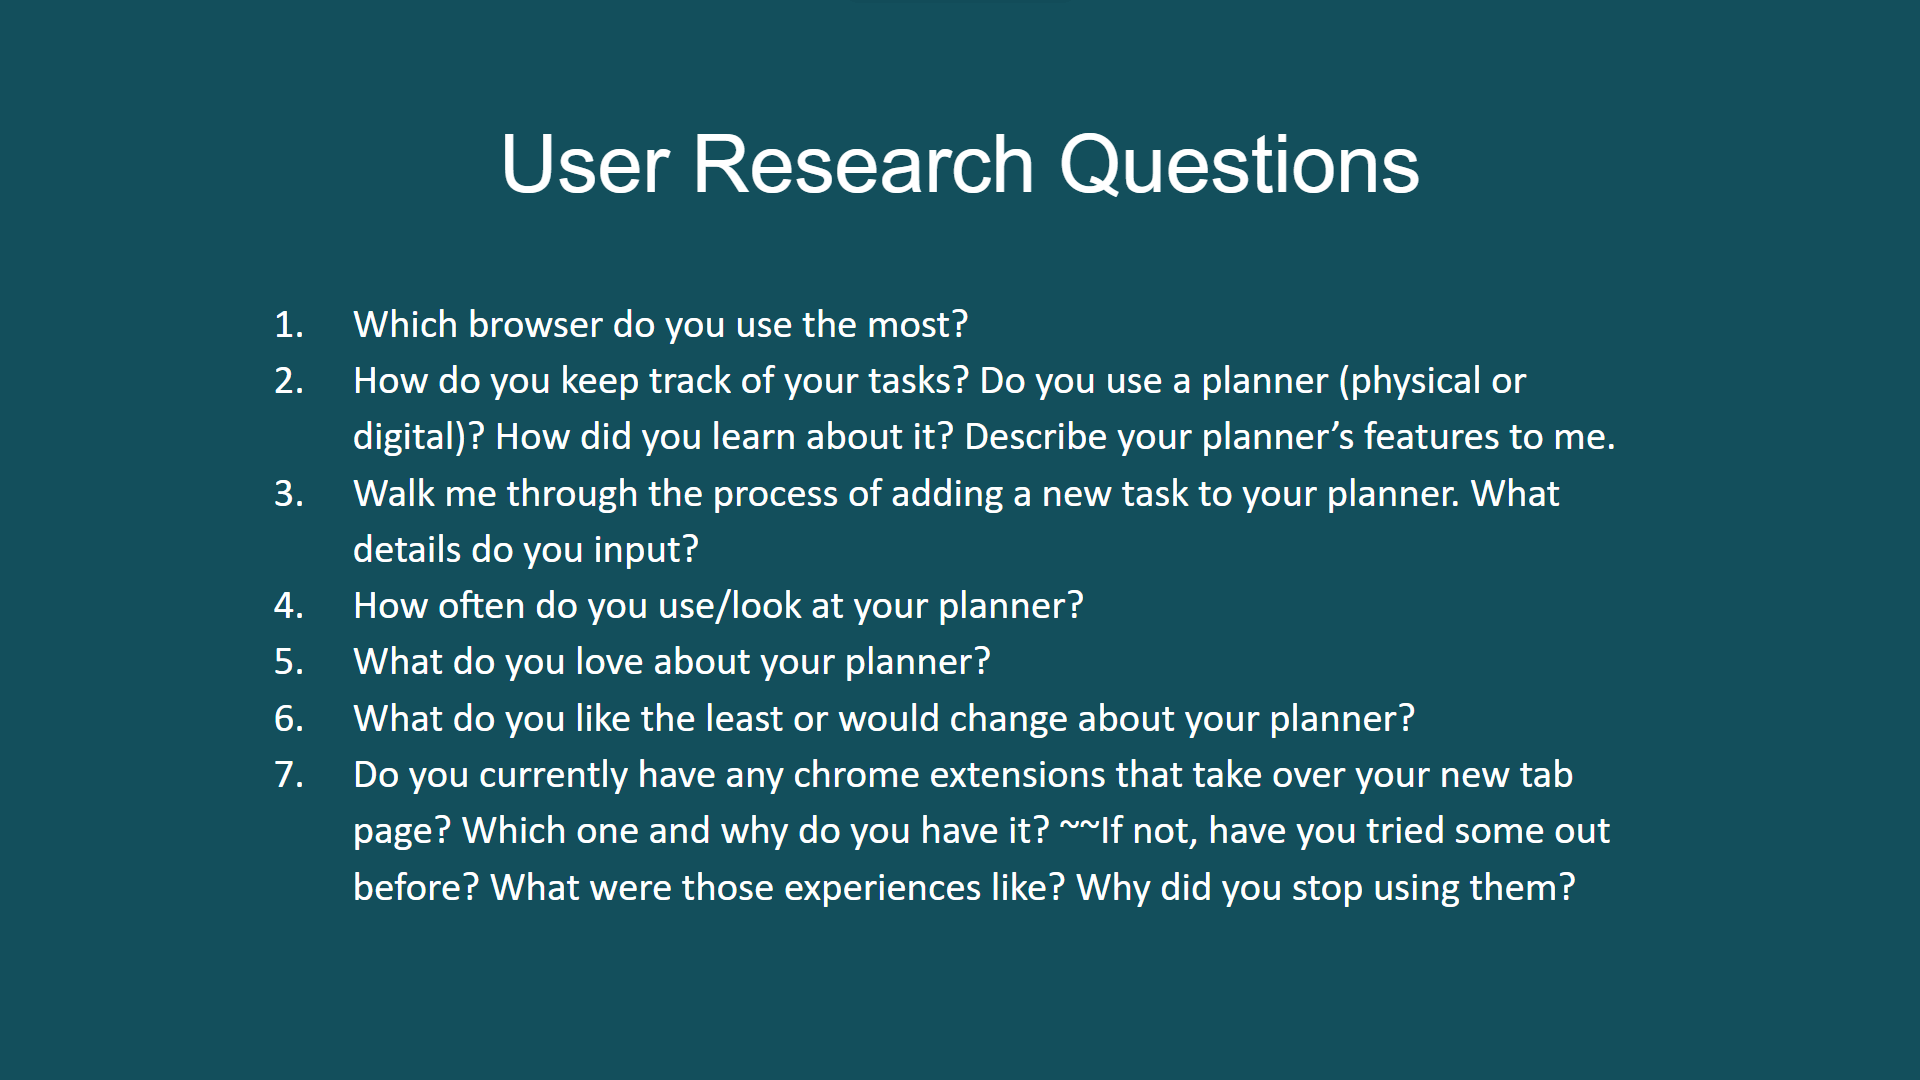 User Research Questions
1. Which browser do you use the most?
2. How do you keep track of your tasks? Do you use a planner (physical or
digital)? How did you learn about it? Describe your planner’s features to me.
3. Walk me through the process of adding a new task to your planner. What
details do you input?
4. How often do you use/look at your planner?
5. What do you love about your planner?
6. What do you like the least or would change about your planner?
7. Do you currently have any chrome extensions that take over your new tab
page? Which one and why do you have it? ~~If not, have you tried some out
before? What were those experiences like? Why did you stop using them?